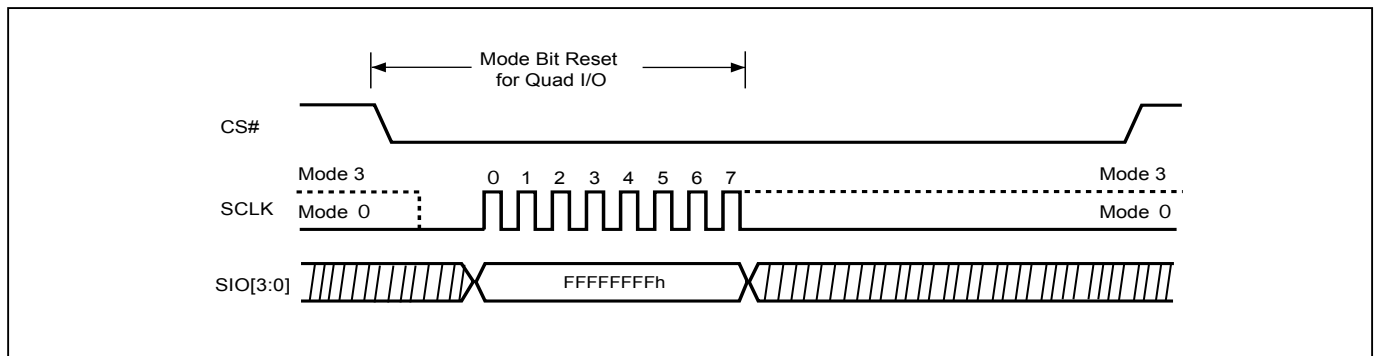 Mode Bit Reset
for Quad I/O
CS#
Mode 3
0 1 2 3 4 5 6 7
Mode 3
SCLK
Mode 0
Mode 0
SIO[3:0]
FFFFFFFFh